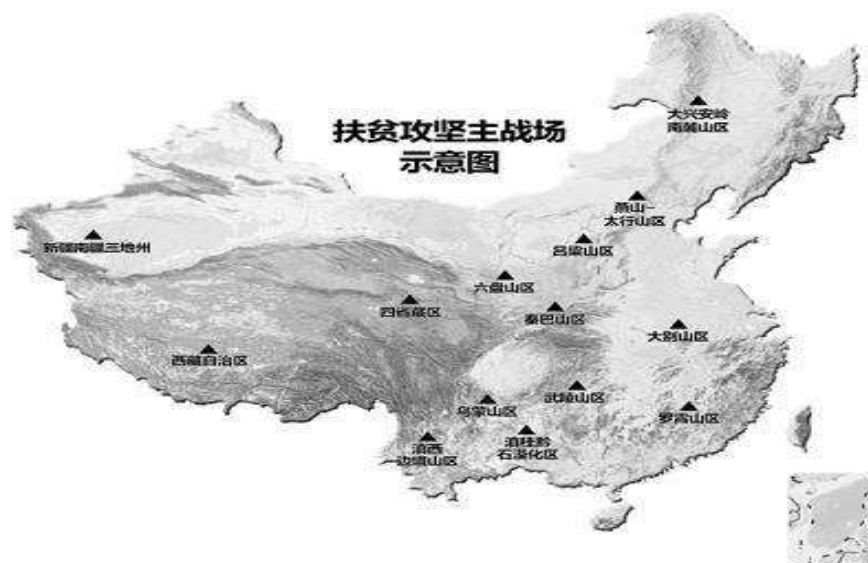 扶贫攻坚主战场
示意图
大兴安岭
南麓山区
燕山-
太行山区
吕梁山区
新疆南疆三地州
六盘山区
四省藏区
秦巴山区
大别山区
西藏自治区
武陵山区
乌蒙山区
罗霄山区
滇桂黔
石漠化区
滇西
边境山区